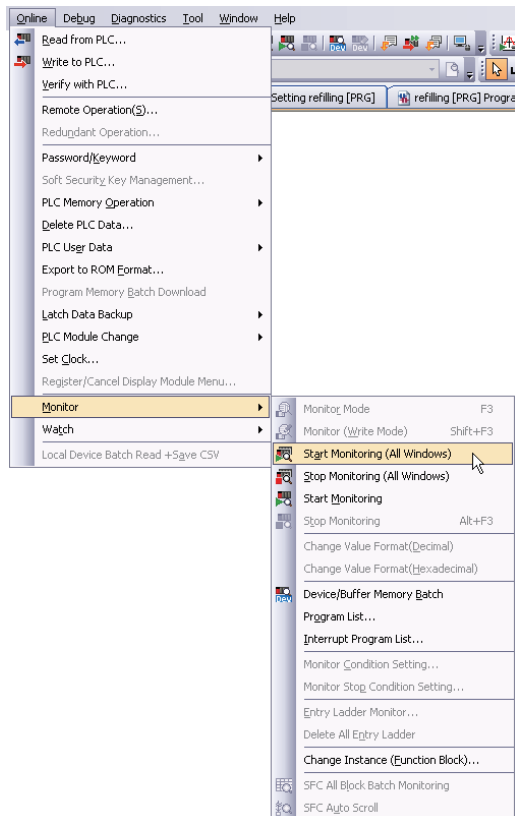 Online Debug Diagnostics Tool Window Help
Read from PLC...
Write to PLC...
Verify with PLC...
Setting refilling [PRG] refilling [PRG] Progra
Remote Operation(S)...
Redundant Operation...
Password/Keyword
Soft Security Key Management...
PLC Memory Operation
Delete PLC Data...
PLC User Data
Export to ROM Format...
Program Memory Batch Download
Latch Data Backup
PLC Module Change
Set Clock...
Register/Cancel Display Module Menu...
Monitor
Watch
Local Device Batch Read +Save CSV
Monitor Mode F3
Monitor (Write Mode) Shift+F3
Start Monitoring (All Windows)
Stop Monitoring (All Windows)
Start Monitoring
Stop Monitoring Alt+F3
Change Value Format(Decimal)
Change Value Format(Hexadecimal)
Dev Device/Buffer Memory Batch
Program List...
Interrupt Program List...
Monitor Condition Setting...
Monitor Stop Condition Setting...
Entry Ladder Monitor...
Delete All Entry Ladder
Change Instance (Function Block)...
SFC All Block Batch Monitoring
SFC Auto Scroll